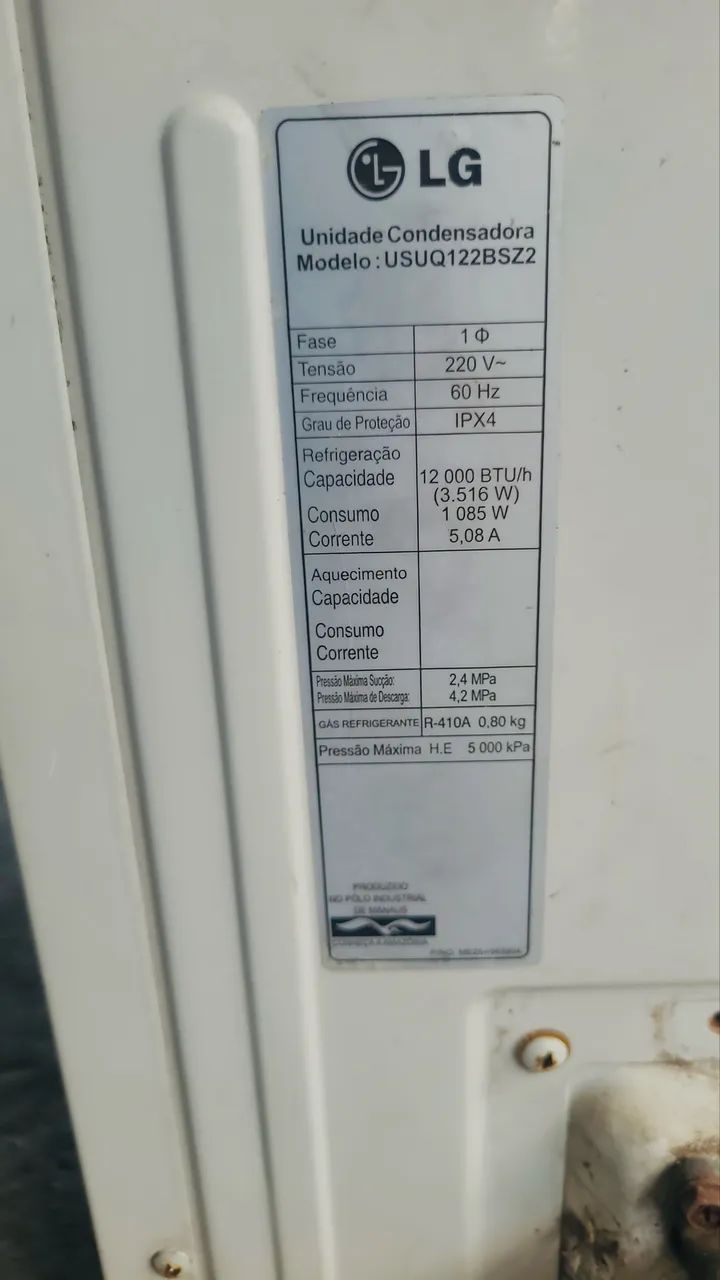 LG
Unidade Condensadora
Modelo : USUQ122BSZ2
Fase 1 Φ
Tensão 220 V~
Frequência 60 Hz
Grau de Proteção IPX4
Refrigeração
Capacidade 12 000 BTU/h
(3.516 W)
Consumo 1 085 W
Corrente 5,08 A
Aquecimento
Capacidade
Consumo
Corrente
Pressão Máxima Sucção: 2,4 MPa
Pressão Máxima de Descarga: 4,2 MPa
GÁS REFRIGERANTE R-410A 0,80 kg
Pressão Máxima H.E 5 000 kPa
PRODUZIDO
NO PÓLO INDUSTRIAL
DE MANAUS
CONHEÇA A AMAZÔNIA
P/NO